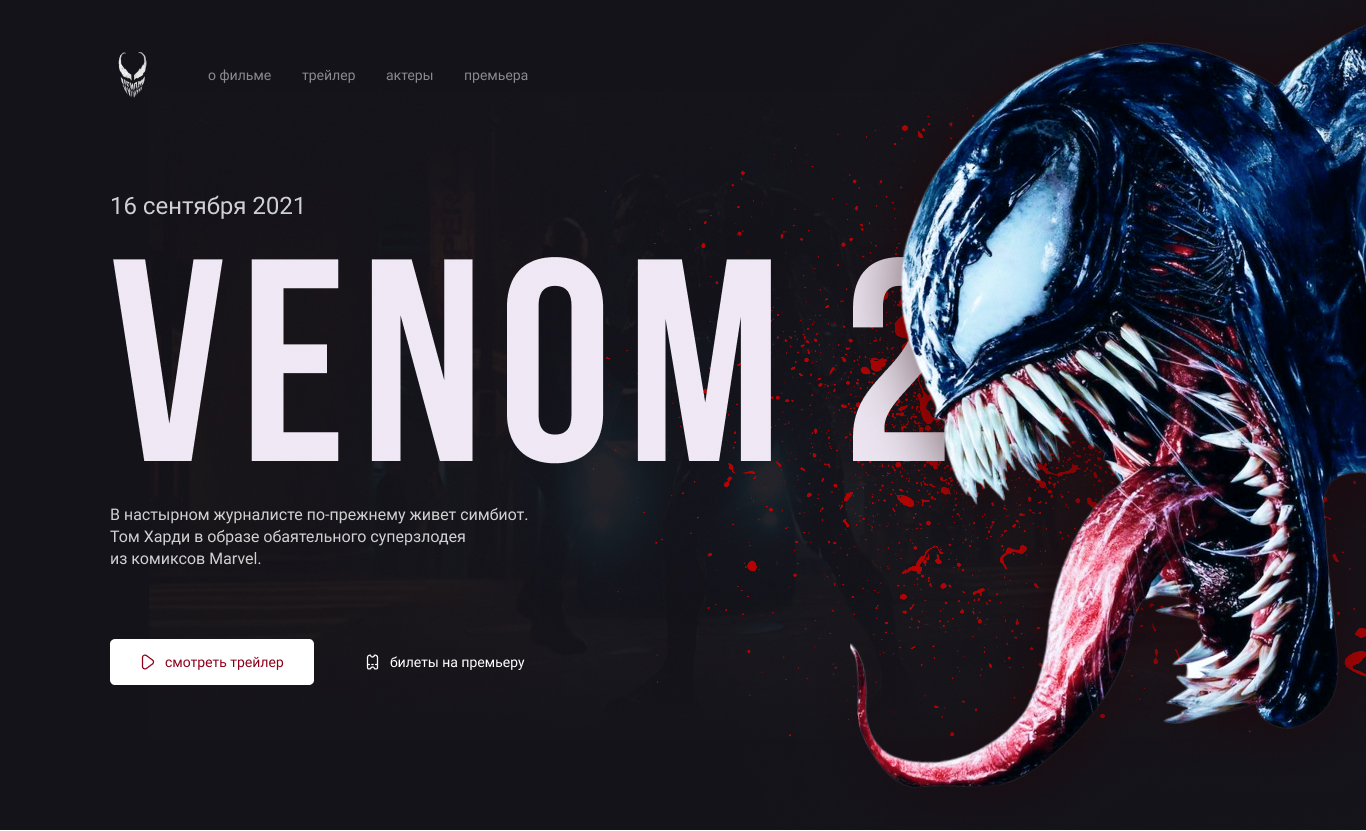 о фильме трейлер актеры премьера
16 сентября 2021
VENOM 2
В настырном журналисте по-прежнему живет симбиот.
Том Харди в образе обаятельного суперзлодея
из комиксов Marvel.
смотреть трейлер билеты на премьеру